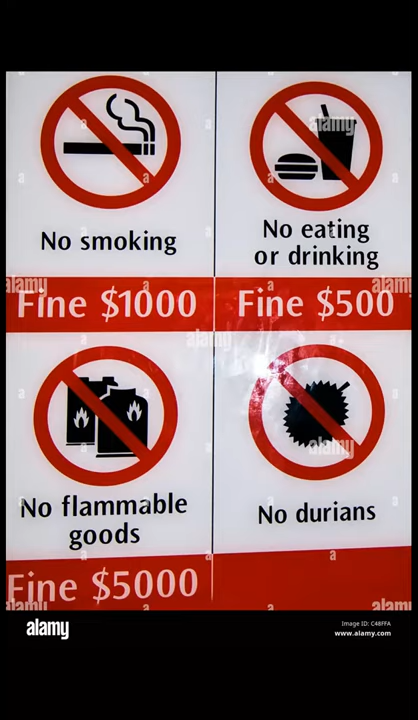 No smoking
No eating
or drinking
Fine $1000
Fine $500
No flammable
goods
No durians
Fine $5000
alamy
Image ID: C48FFA
www.alamy.com